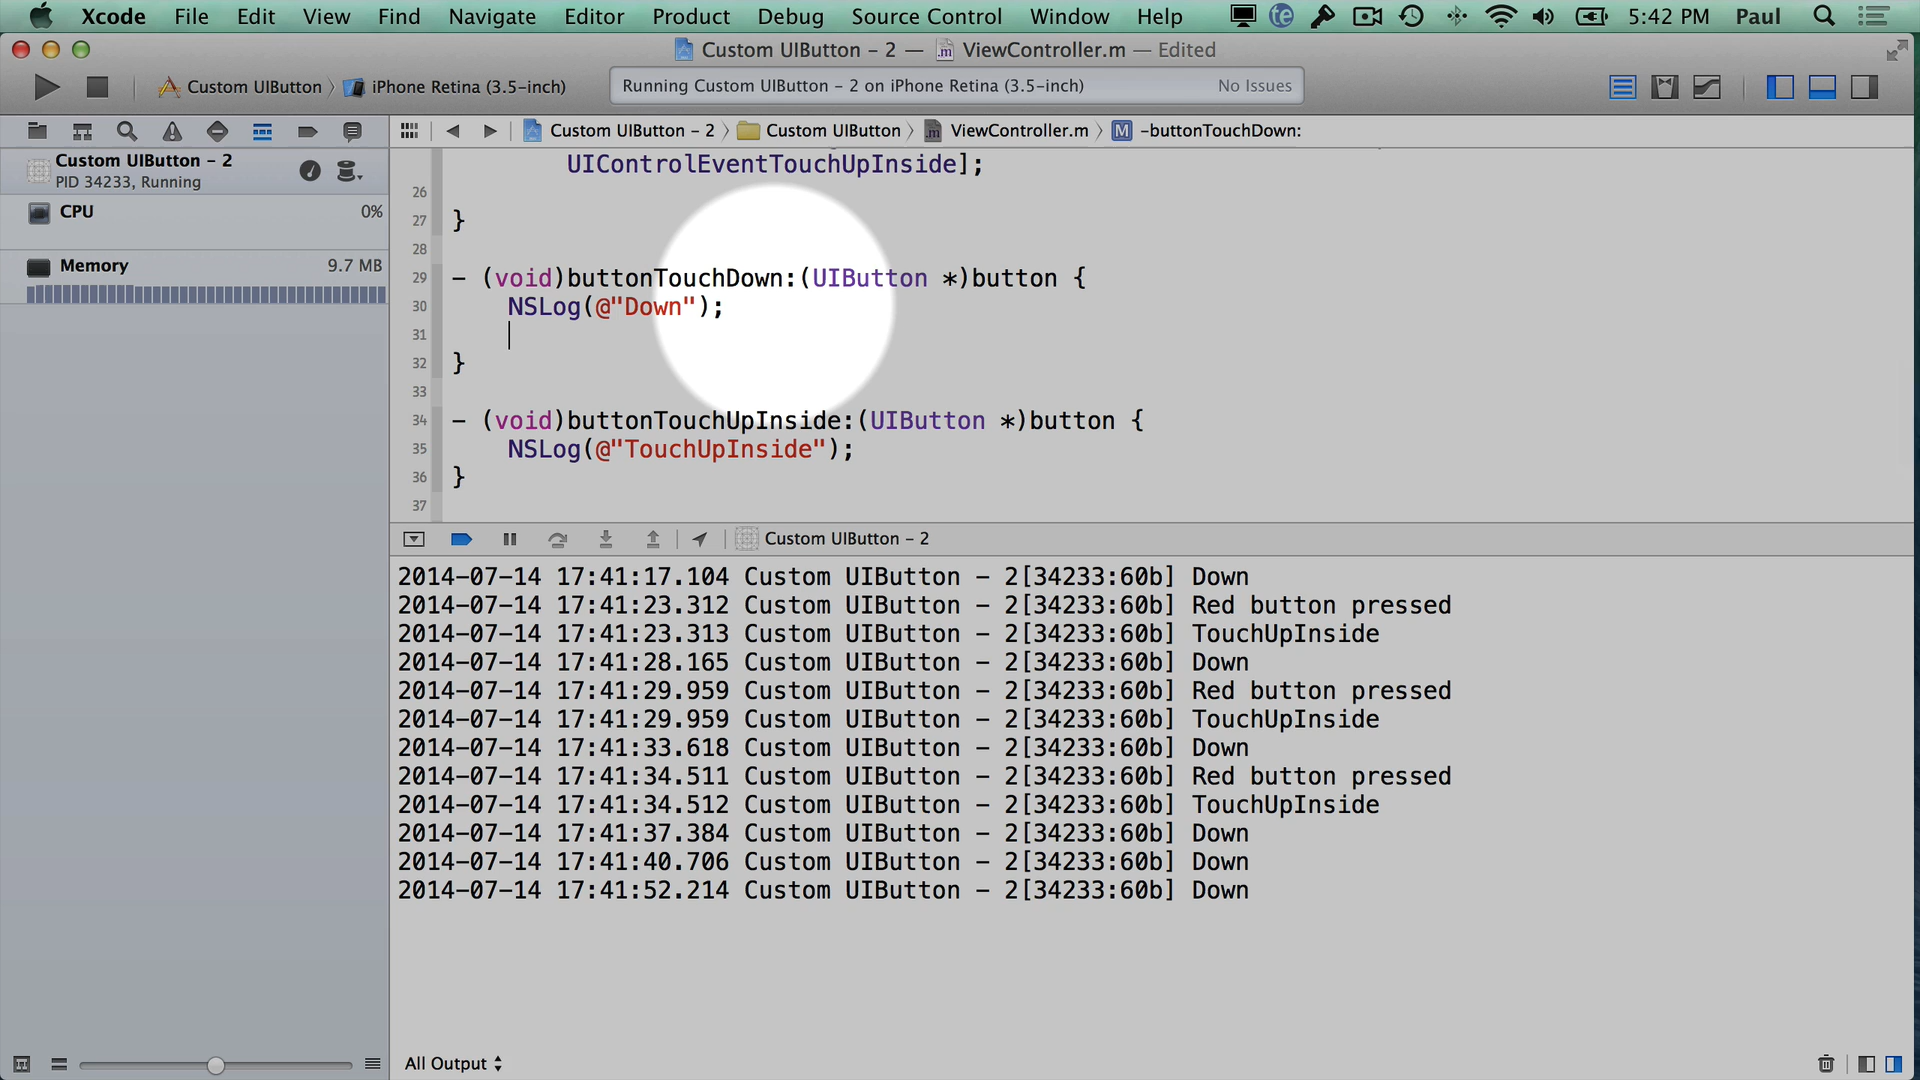 Xcode File Edit View Find Navigate Editor Product Debug Source Control Window Help te 5:42 PM Paul
Custom UIButton - 2 — ViewController.m — Edited
Custom UIButton iPhone Retina (3.5-inch) Running Custom UIButton - 2 on iPhone Retina (3.5-inch) No Issues
Custom UIButton - 2 Custom UIButton ViewController.m M -buttonTouchDown:
Custom UIButton - 2
PID 34233, Running
CPU 0%
Memory 9.7 MB
UIControlEventTouchUpInside];
26
27 }
28
29 - (void)buttonTouchDown:(UIButton *)button {
30 NSLog(@"Down");
31
32 }
33
34 - (void)buttonTouchUpInside:(UIButton *)button {
35 NSLog(@"TouchUpInside");
36 }
37
Custom UIButton - 2
2014-07-14 17:41:17.104 Custom UIButton - 2[34233:60b] Down
2014-07-14 17:41:23.312 Custom UIButton - 2[34233:60b] Red button pressed
2014-07-14 17:41:23.313 Custom UIButton - 2[34233:60b] TouchUpInside
2014-07-14 17:41:28.165 Custom UIButton - 2[34233:60b] Down
2014-07-14 17:41:29.959 Custom UIButton - 2[34233:60b] Red button pressed
2014-07-14 17:41:29.959 Custom UIButton - 2[34233:60b] TouchUpInside
2014-07-14 17:41:33.618 Custom UIButton - 2[34233:60b] Down
2014-07-14 17:41:34.511 Custom UIButton - 2[34233:60b] Red button pressed
2014-07-14 17:41:34.512 Custom UIButton - 2[34233:60b] TouchUpInside
2014-07-14 17:41:37.384 Custom UIButton - 2[34233:60b] Down
2014-07-14 17:41:40.706 Custom UIButton - 2[34233:60b] Down
2014-07-14 17:41:52.214 Custom UIButton - 2[34233:60b] Down
All Output